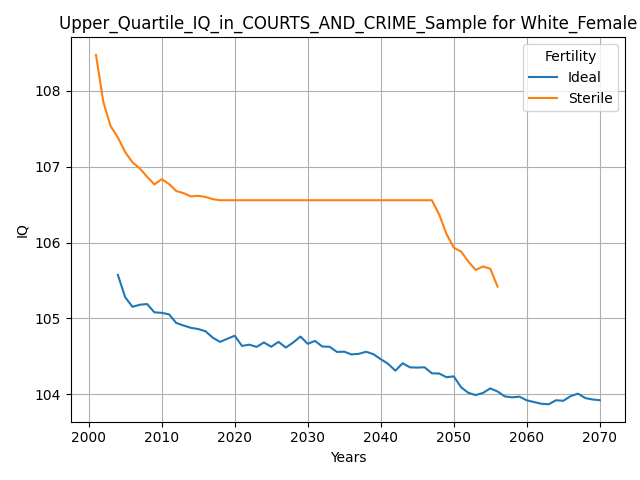 Upper_Quartile_IQ_in_COURTS_AND_CRIME_Sample for White_Female
Fertility
Ideal
Sterile
108
107
106
105
104
IQ
2000 2010 2020 2030 2040 2050 2060 2070
Years